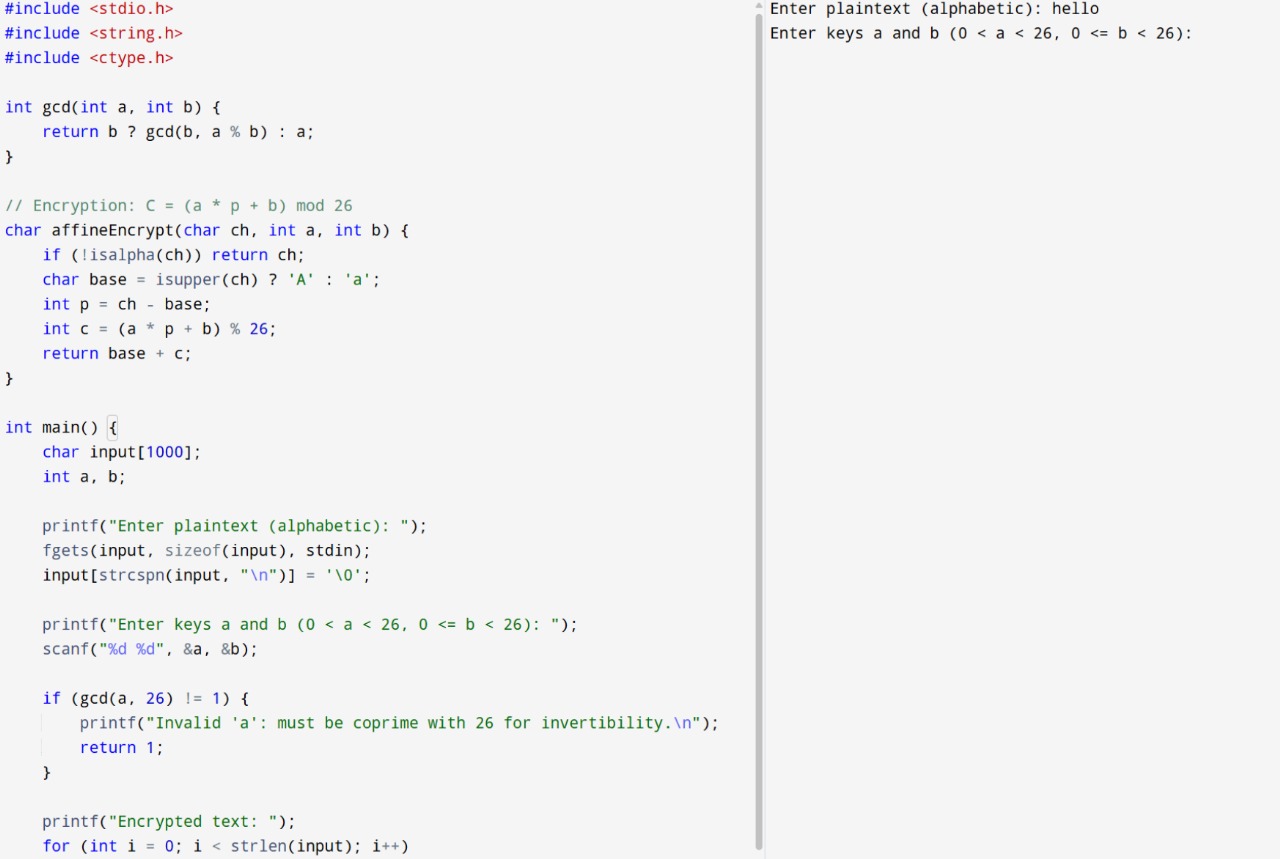 #include <stdio.h>
#include <string.h>
#include <ctype.h>

int gcd(int a, int b) {
    return b ? gcd(b, a % b) : a;
}

// Encryption: C = (a * p + b) mod 26
char affineEncrypt(char ch, int a, int b) {
    if (!isalpha(ch)) return ch;
    char base = isupper(ch) ? 'A' : 'a';
    int p = ch - base;
    int c = (a * p + b) % 26;
    return base + c;
}

int main() {
    char input[1000];
    int a, b;

    printf("Enter plaintext (alphabetic): ");
    fgets(input, sizeof(input), stdin);
    input[strcspn(input, "\n")] = '\0';

    printf("Enter keys a and b (0 < a < 26, 0 <= b < 26): ");
    scanf("%d %d", &a, &b);

    if (gcd(a, 26) != 1) {
        printf("Invalid 'a': must be coprime with 26 for invertibility.\n");
        return 1;
    }

    printf("Encrypted text: ");
    for (int i = 0; i < strlen(input); i++)
Enter plaintext (alphabetic): hello
Enter keys a and b (0 < a < 26, 0 <= b < 26):